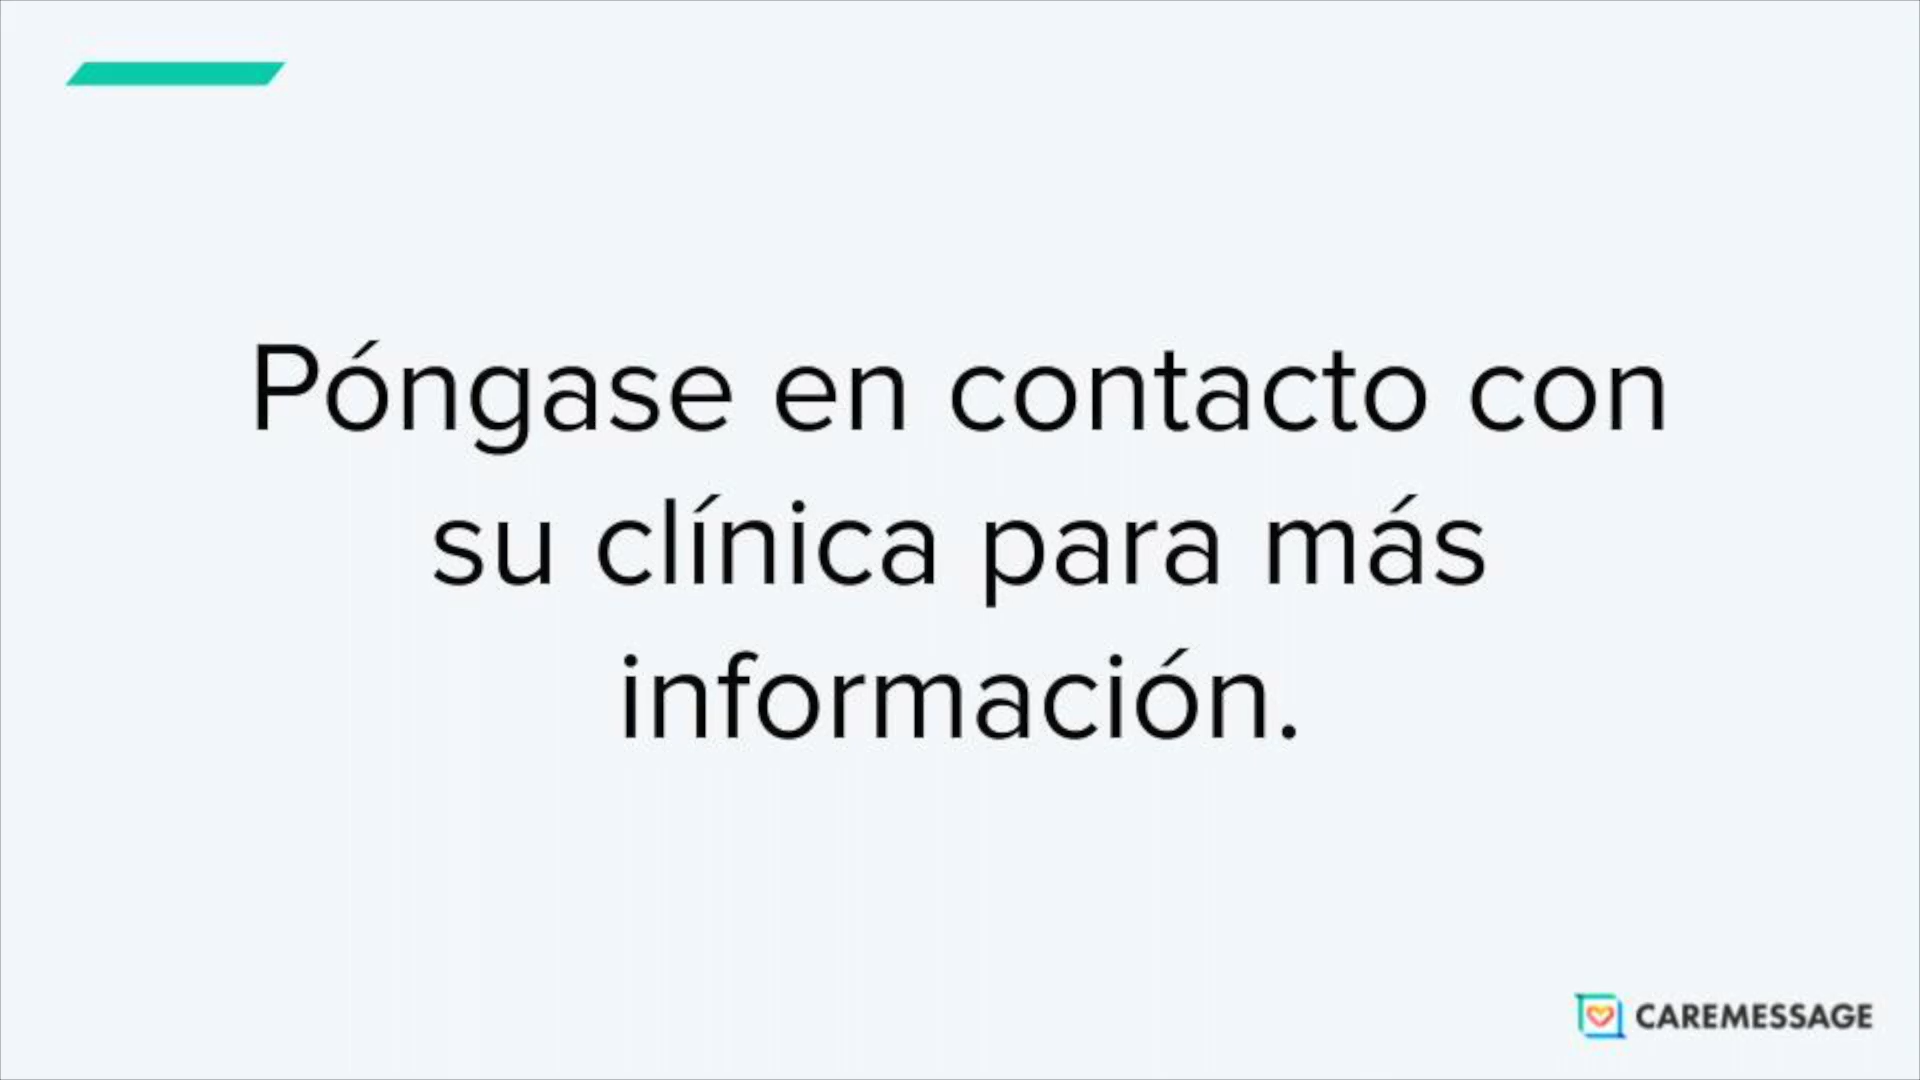 Póngase en contacto con
su clínica para más
información.
CAREMESSAGE